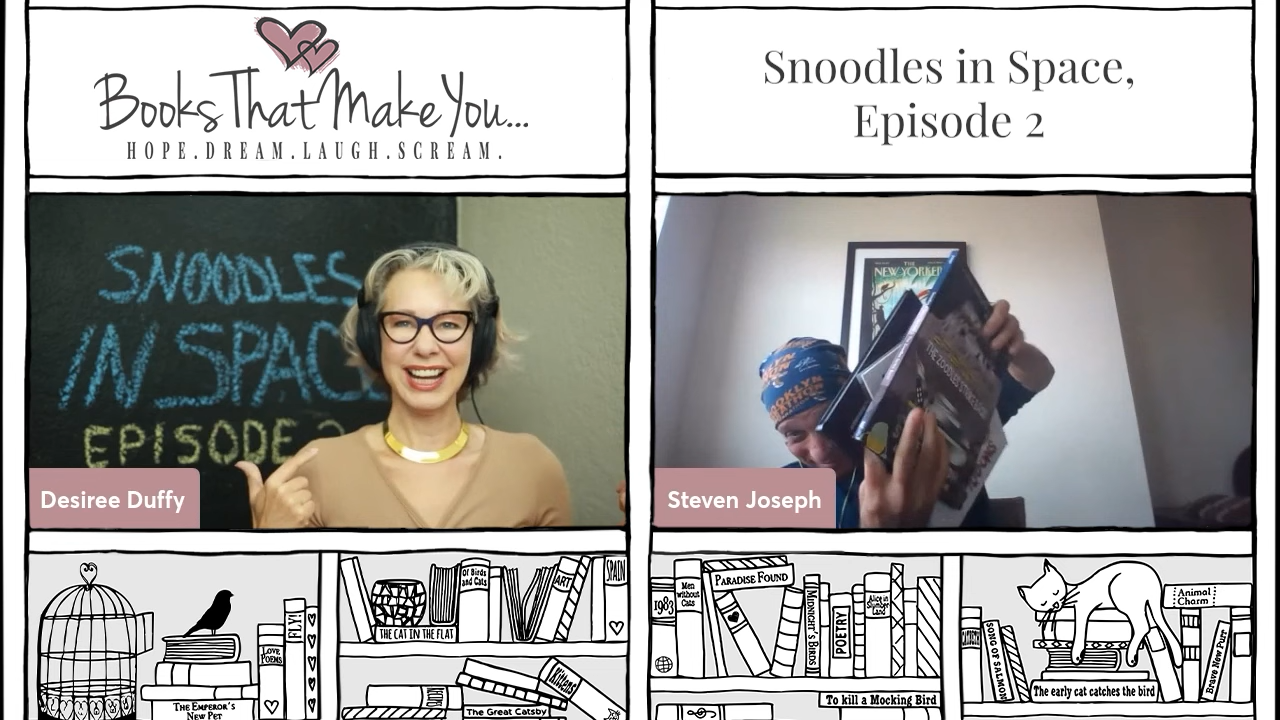 Books That Make You...
HOPE.DREAM.LAUGH.SCREAM.
Snoodles in Space,
Episode 2
SNOODLES
IN SPAC
EPISODE 2
Desiree Duffy
THE
NEW YORKER
Steven Joseph
FLY!
LOVE
POEMS
THE EMPEROR'S
NEW PET
Of Birds
and Cats
ART
SPAIN
THE CAT IN THE FLAT
Kittens
The Great Catsby
1983
Men
without
Cats
PARADISE FOUND
MIDNIGHT'S BIRDS
POETRY
Alice in
Slumber
Land
To kill a Mocking Bird
CATBETH
SONG OF SALMON
Animal
Charm
Brave New Purr
The early cat catches the bird